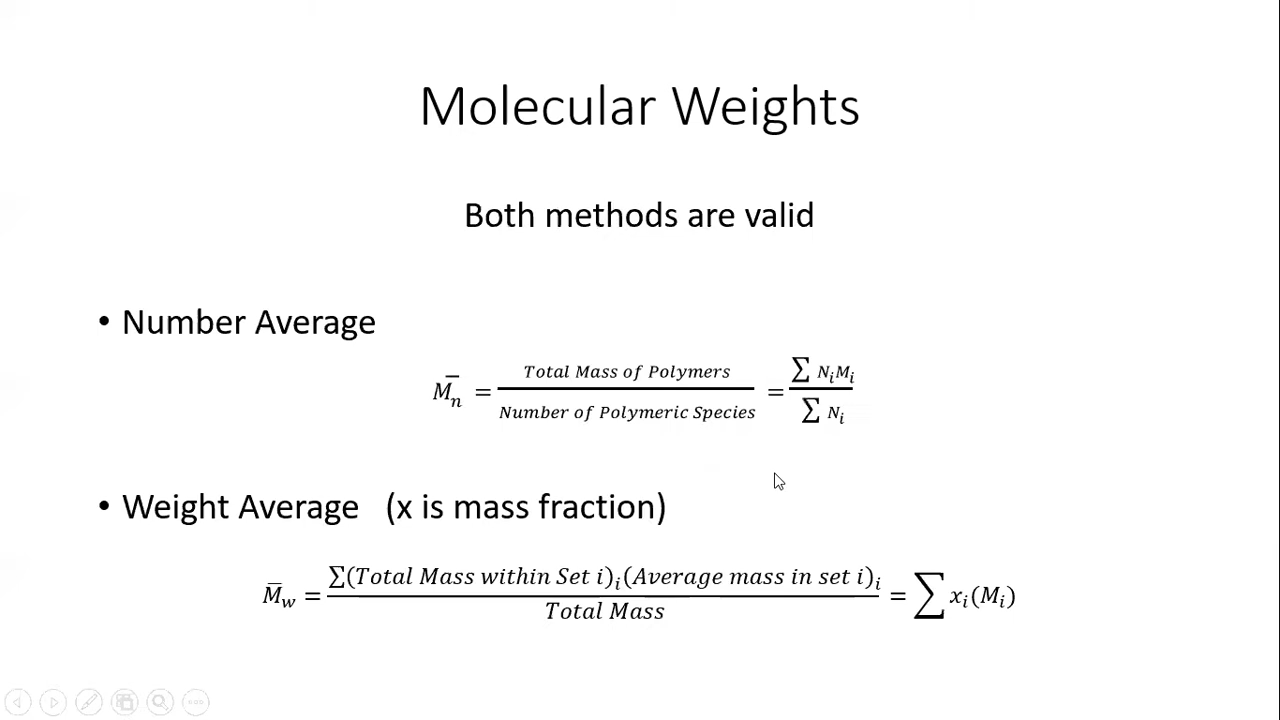 Molecular Weights
Both methods are valid
• Number Average
M̄ₙ = Total Mass of Polymers / Number of Polymeric Species = ∑ NᵢMᵢ / ∑ Nᵢ
• Weight Average (x is mass fraction)
M̄w = ∑(Total Mass within Set i)ᵢ(Average mass in set i)ᵢ / Total Mass = ∑ xᵢ(Mᵢ)